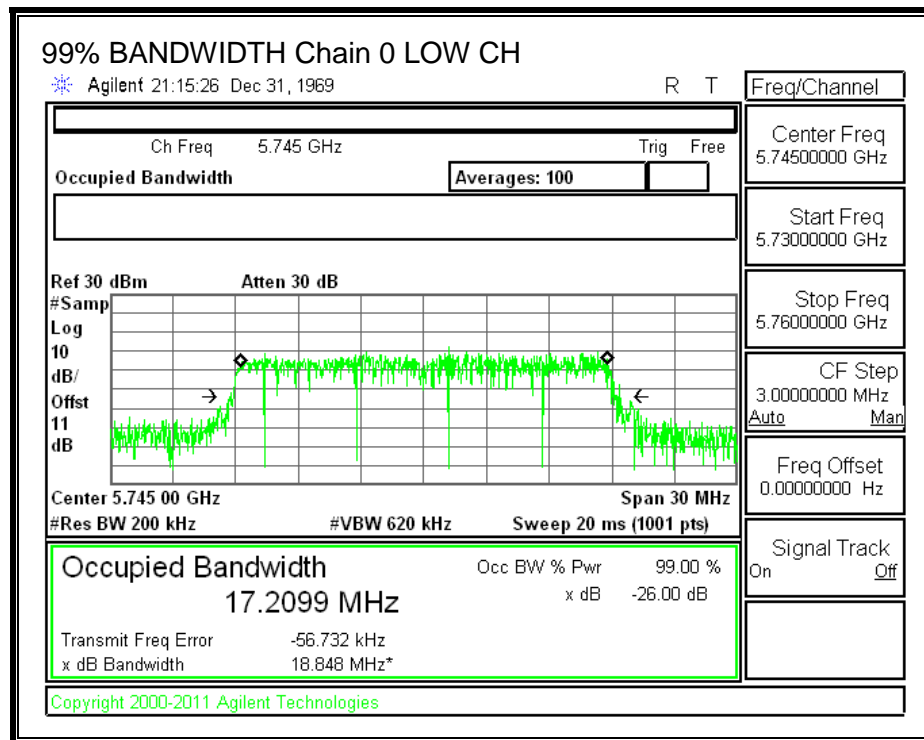 99% BANDWIDTH Chain 0 LOW CH
Agilent 21:15:26 Dec 31, 1969 R T
Freq/Channel
Ch Freq 5.745 GHz Trig Free
Occupied Bandwidth Averages: 100
Center Freq
5.74500000 GHz
Start Freq
5.73000000 GHz
Stop Freq
5.76000000 GHz
CF Step
3.00000000 MHz
Auto Man
Freq Offset
0.00000000 Hz
Signal Track
On Off
Ref 30 dBm Atten 30 dB
#Samp
Log
10
dB/
Offst
11
dB
Center 5.745 00 GHz Span 30 MHz
#Res BW 200 kHz #VBW 620 kHz Sweep 20 ms (1001 pts)
Occupied Bandwidth Occ BW % Pwr 99.00 %
17.2099 MHz x dB -26.00 dB
Transmit Freq Error -56.732 kHz
x dB Bandwidth 18.848 MHz*
Copyright 2000-2011 Agilent Technologies